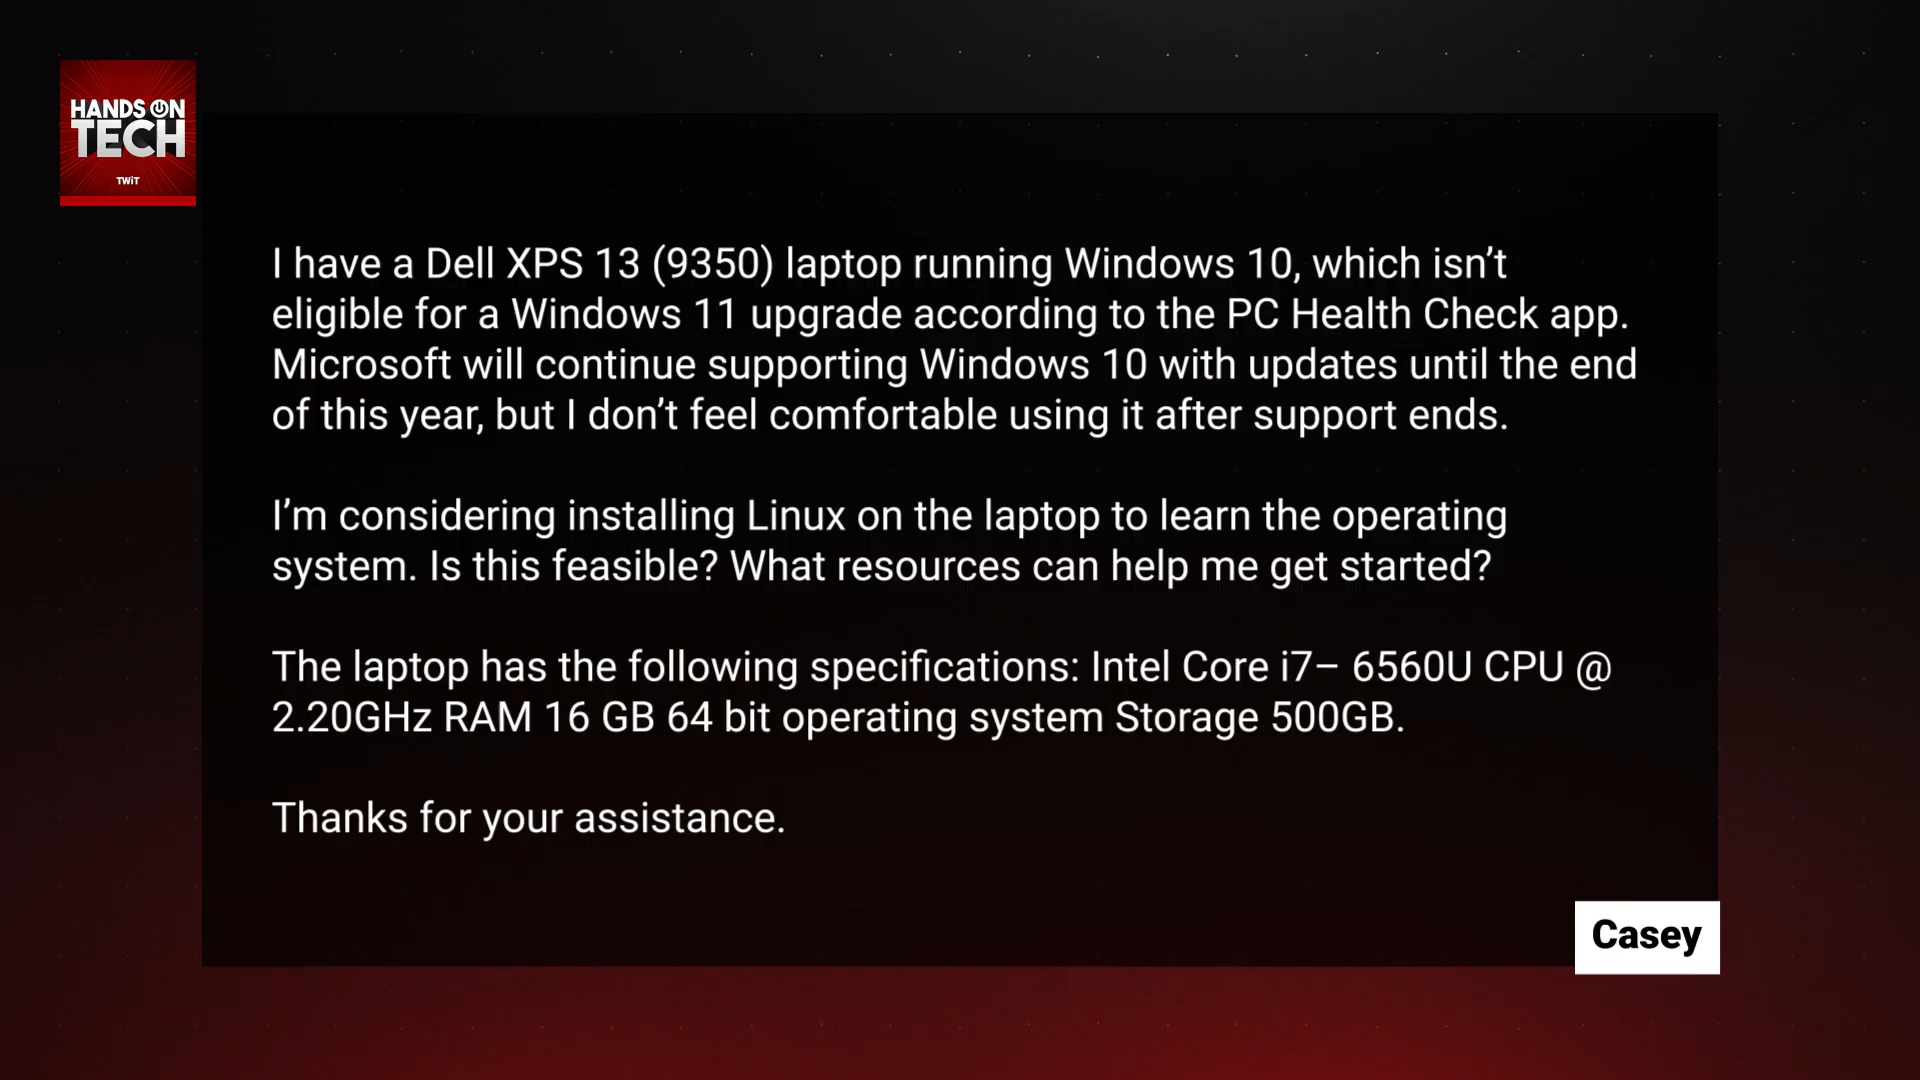 HANDS ON
TECH
TWiT
I have a Dell XPS 13 (9350) laptop running Windows 10, which isn’t
eligible for a Windows 11 upgrade according to the PC Health Check app.
Microsoft will continue supporting Windows 10 with updates until the end
of this year, but I don’t feel comfortable using it after support ends.
I’m considering installing Linux on the laptop to learn the operating
system. Is this feasible? What resources can help me get started?
The laptop has the following specifications: Intel Core i7– 6560U CPU @
2.20GHz RAM 16 GB 64 bit operating system Storage 500GB.
Thanks for your assistance.
Casey